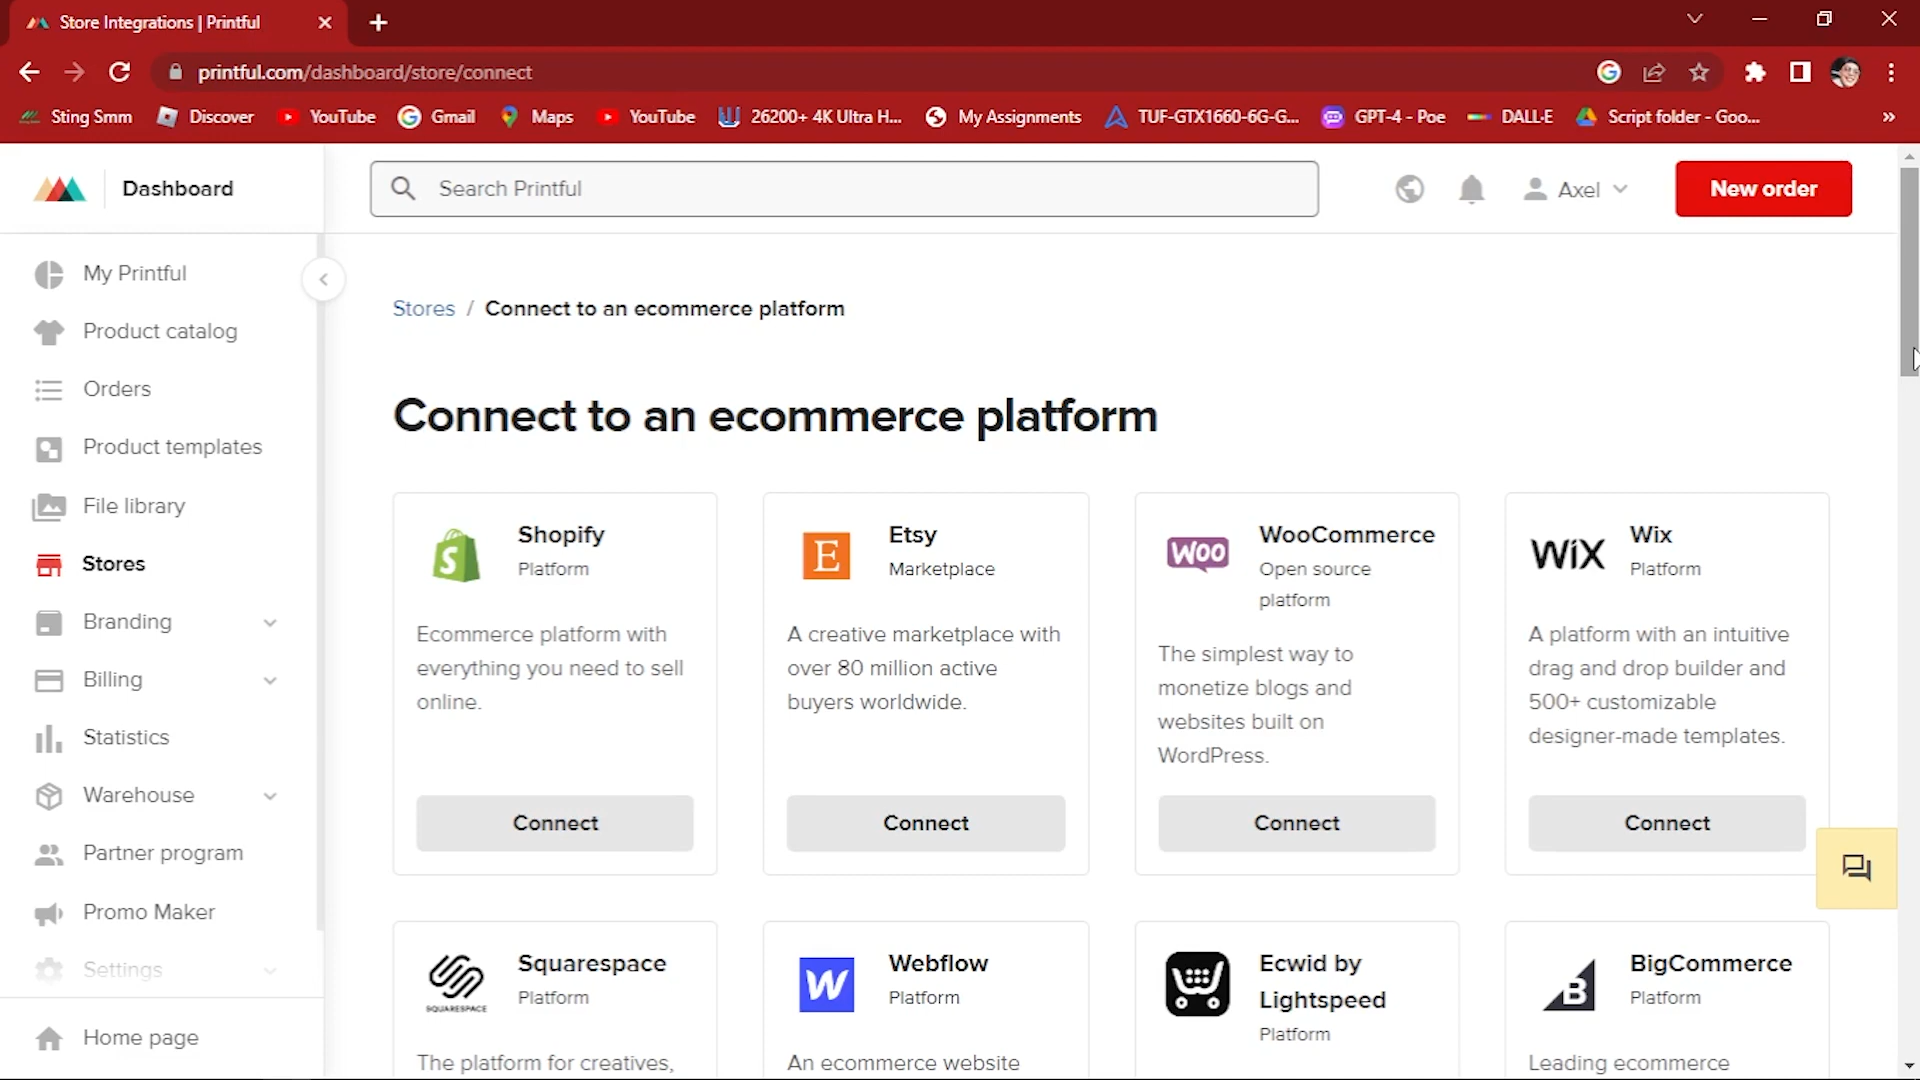 Store Integrations | Printful
printful.com/dashboard/store/connect
Sting Smm
Discover
YouTube
Gmail
Maps
YouTube
26200+ 4K Ultra H...
My Assignments
TUF-GTX1660-6G-G...
GPT-4 - Poe
DALL·E
Script folder - Goo...
Dashboard
Search Printful
Axel
New order
My Printful
Product catalog
Orders
Product templates
File library
Stores
Branding
Billing
Statistics
Warehouse
Partner program
Promo Maker
Settings
Home page
Stores / Connect to an ecommerce platform
Connect to an ecommerce platform
Shopify
Platform
Ecommerce platform with
everything you need to sell
online.
Connect
E
Etsy
Marketplace
A creative marketplace with
over 80 million active
buyers worldwide.
Connect
WOO
WooCommerce
Open source
platform
The simplest way to
monetize blogs and
websites built on
WordPress.
Connect
WiX
Wix
Platform
A platform with an intuitive
drag and drop builder and
500+ customizable
designer-made templates.
Connect
SQUARESPACE
Squarespace
Platform
The platform for creatives,
Webflow
Platform
An ecommerce website
Ecwid by
Lightspeed
Platform
B
BigCommerce
Platform
Leading ecommerce